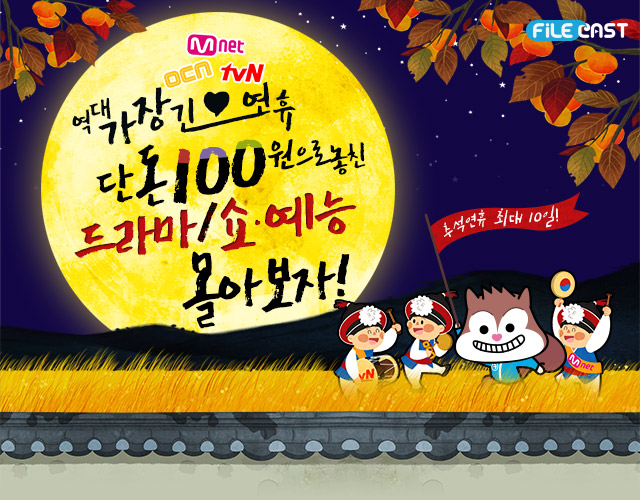 FILE CAST
Mnet
OCN tvN
역대 가장 긴 연휴
단돈 100원으로 놓친
드라마/쇼·예능
몰아보자!
추석연휴 최대 10일!
tvN
Mnet